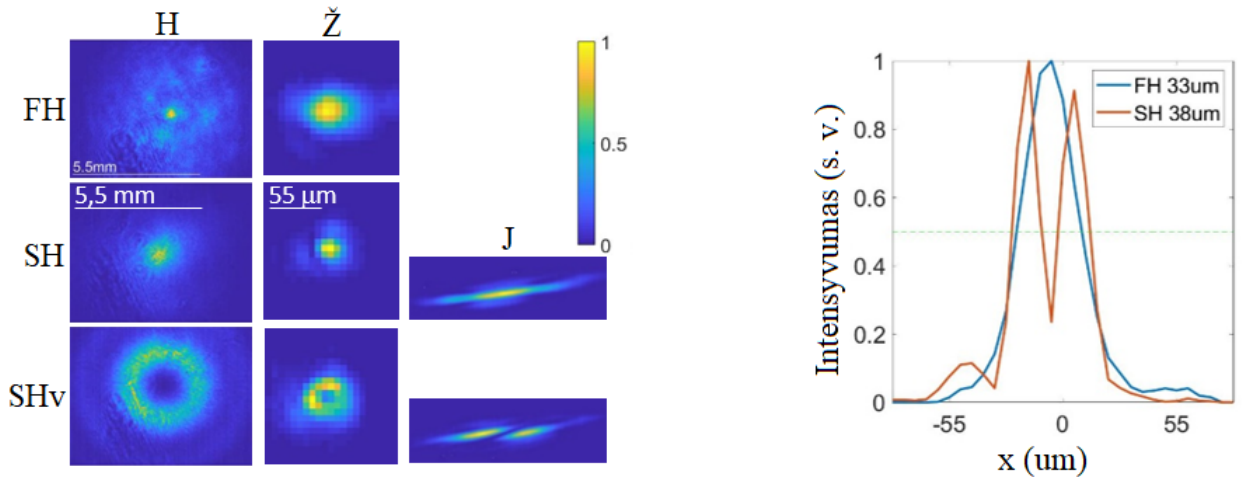 H
Ž
FH
5.5mm
1
0.5
0
SH
5,5 mm
55 µm
J
SHv
1
0.8
0.6
0.4
0.2
0
Intensyvumas (s. v.)
FH 33um
SH 38um
-55
0
55
x (um)